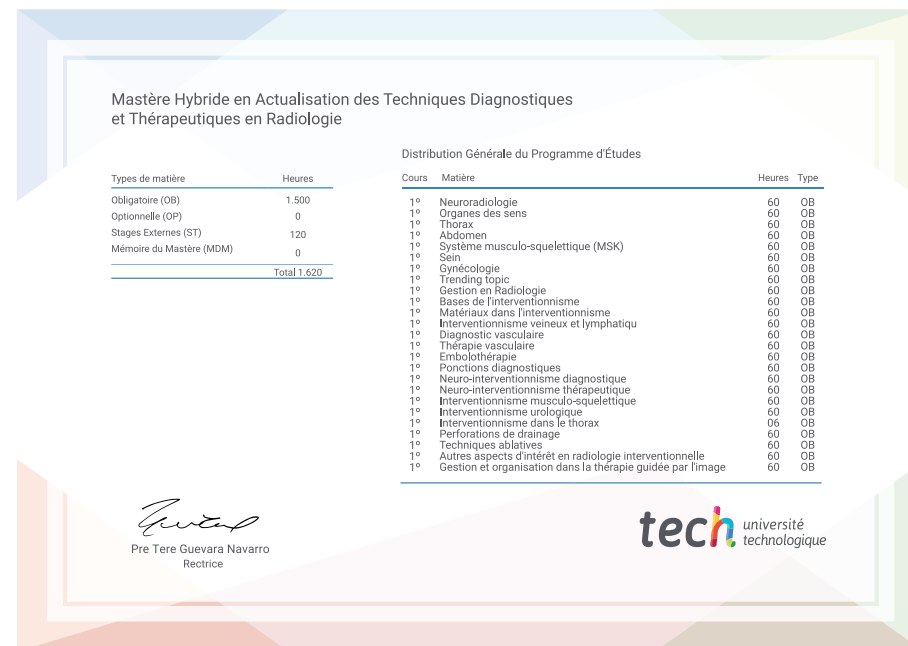 Mastère Hybride en Actualisation des Techniques Diagnostiques
et Thérapeutiques en Radiologie
Types de matière Heures
Obligatoire (OB) 1.500
Optionnelle (OP) 0
Stages Externes (ST) 120
Mémoire du Mastère (MDM) 0
Total 1.620
Distribution Générale du Programme d'Études
Cours Matière Heures Type
1º Neuroradiologie 60 OB
1º Organes des sens 60 OB
1º Thorax 60 OB
1º Abdomen 60 OB
1º Système musculo-squelettique (MSK) 60 OB
1º Sein 60 OB
1º Gynécologie 60 OB
1º Trending topic 60 OB
1º Gestion en Radiologie 60 OB
1º Bases de l'interventionnisme 60 OB
1º Matériaux dans l'interventionnisme 60 OB
1º Interventionnisme veineux et lymphatiqu 60 OB
1º Diagnostic vasculaire 60 OB
1º Thérapie vasculaire 60 OB
1º Embolothérapie 60 OB
1º Ponctions diagnostiques 60 OB
1º Neuro-interventionnisme diagnostique 60 OB
1º Neuro-interventionnisme thérapeutique 60 OB
1º Interventionnisme musculo-squelettique 60 OB
1º Interventionnisme urologique 60 OB
1º Interventionnisme dans le thorax 06 OB
1º Perforations de drainage 60 OB
1º Techniques ablatives 60 OB
1º Autres aspects d'intérêt en radiologie interventionnelle 60 OB
1º Gestion et organisation dans la thérapie guidée par l'image 60 OB
Pre Tere Guevara Navarro
Rectrice
tech université
technologique